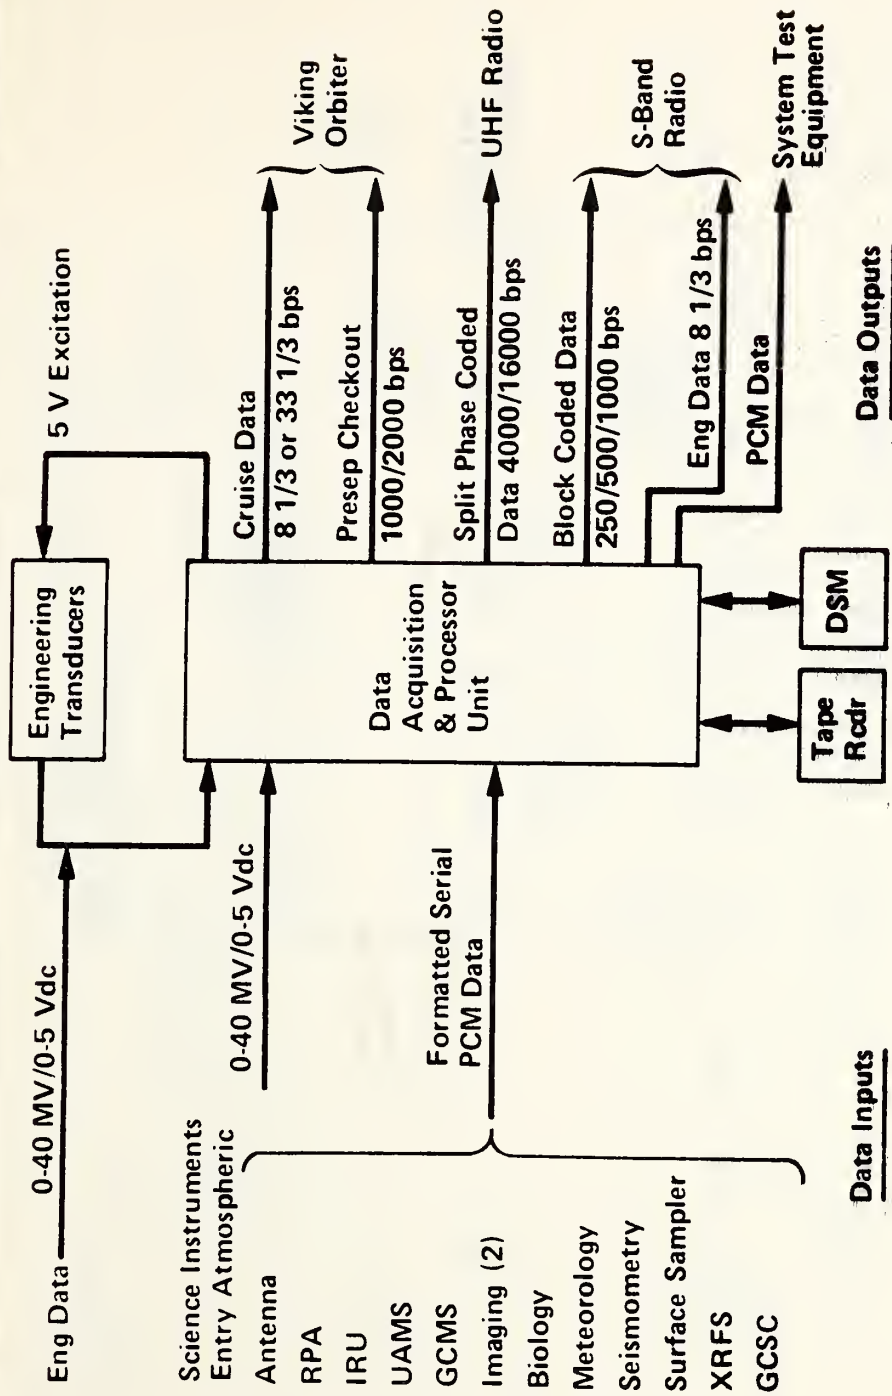 Eng Data
0-40 MV/0-5 Vdc
Engineering
Transducers
5 V Excitation
Science Instruments
Entry Atmospheric
Antenna
RPA
IRU
UAMS
GCMS
Imaging (2)
Biology
Meteorology
Seismometry
Surface Sampler
XRFS
GCSC
0-40 MV/0-5 Vdc
Formatted Serial
PCM Data
Data
Acquisition
& Processor
Unit
Tape
Rcdr
DSM
Cruise Data
8 1/3 or 33 1/3 bps
Presep Checkout
1000/2000 bps
Viking
Orbiter
Split Phase Coded
Data 4000/16000 bps
UHF Radio
Block Coded Data
250/500/1000 bps
S-Band
Radio
Eng Data 8 1/3 bps
PCM Data
System Test
Equipment
Data Inputs
Data Outputs